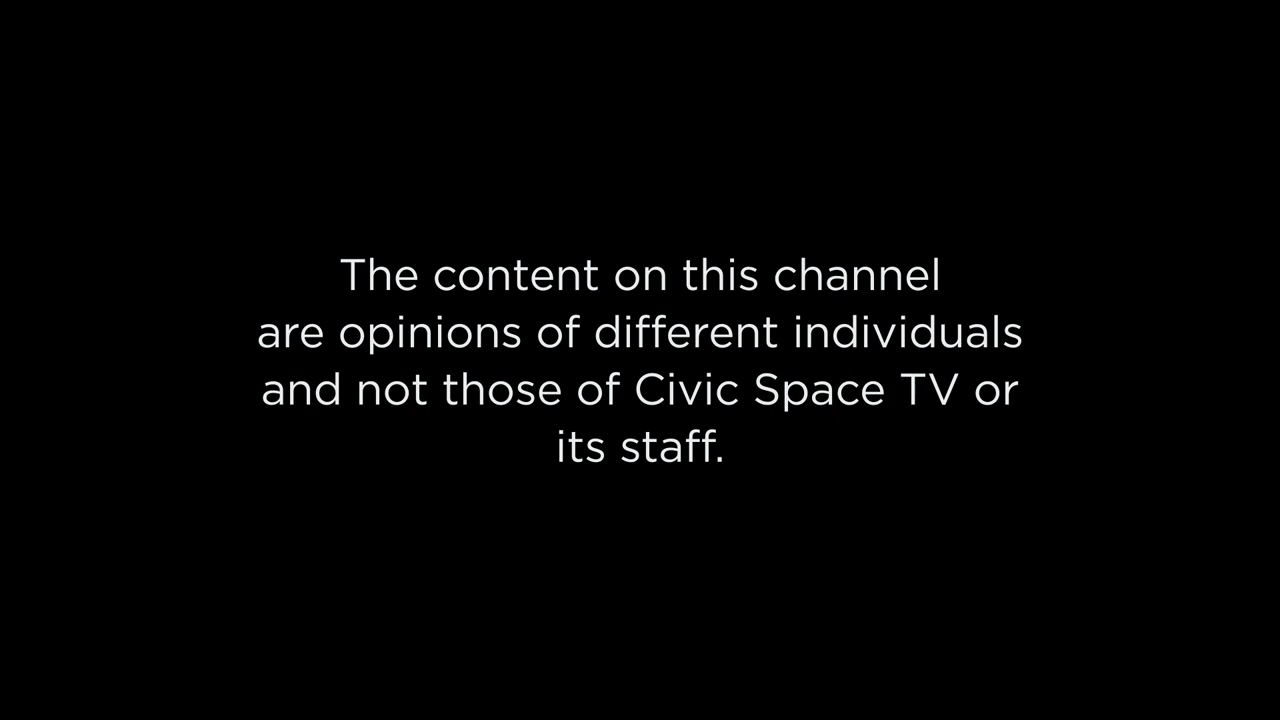 The content on this channel
are opinions of different individuals
and not those of Civic Space TV or
its staff.